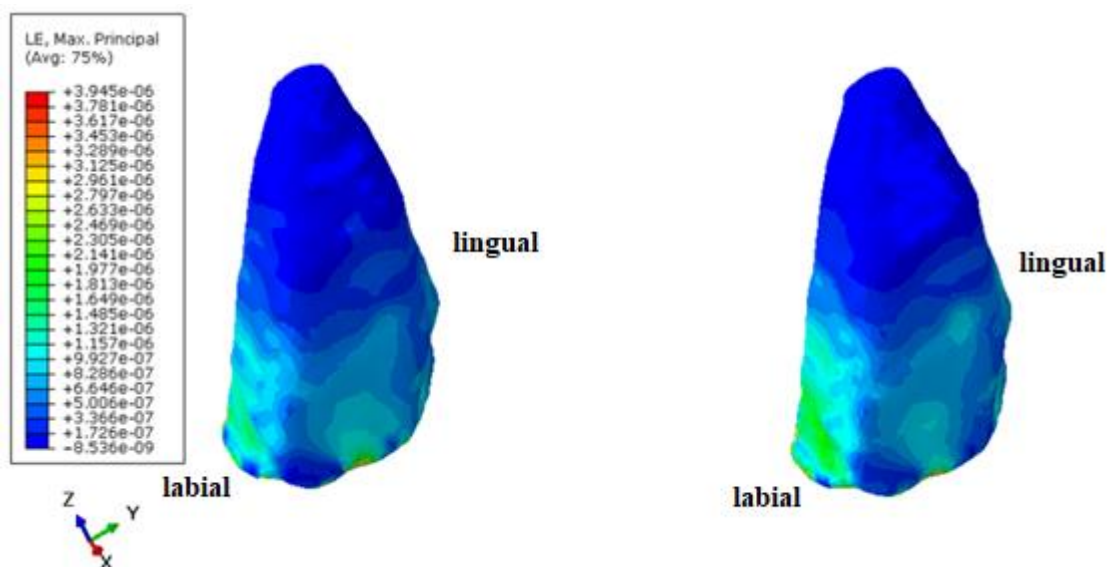 LE, Max. Principal
(Avg: 75%)
+3.945e-06
+3.781e-06
+3.617e-06
+3.453e-06
+3.289e-06
+3.125e-06
+2.961e-06
+2.797e-06
+2.633e-06
+2.469e-06
+2.305e-06
+2.141e-06
+1.977e-06
+1.813e-06
+1.649e-06
+1.485e-06
+1.321e-06
+1.157e-06
+9.927e-07
+8.286e-07
+6.646e-07
+5.006e-07
+3.366e-07
+1.726e-07
-8.536e-09
lingual
lingual
labial
labial
Z
Y
X